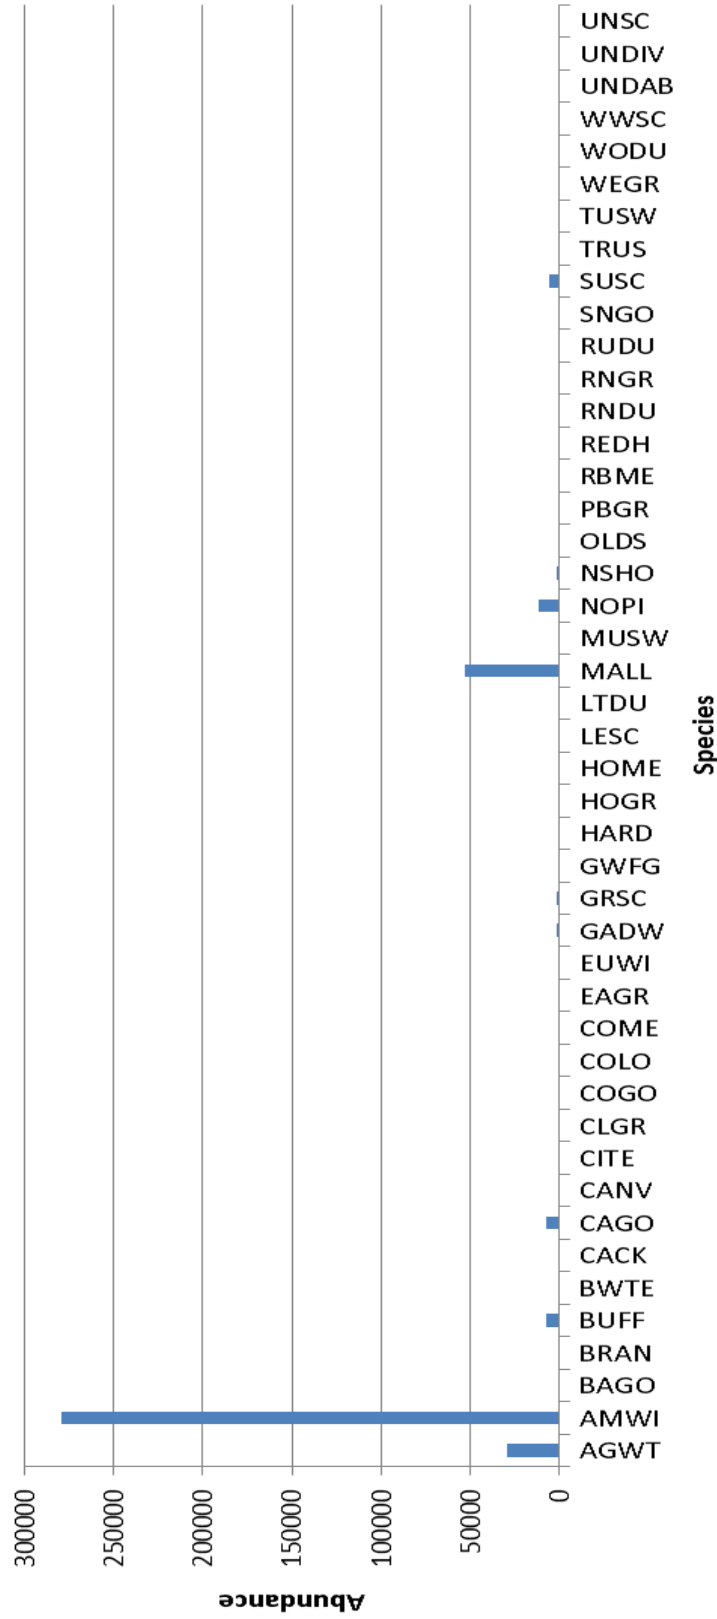 UNSC
UNDIV
UNDAB
WWSC
WODU
WEGR
TUSW
TRUS
SUSC
SNGO
RUDU
RNGR
RNDU
REDH
RBME
PBGR
OLDS
NSHO
NOPI
MUSW
MALL
LTDU
LESC
HOME
HOGR
HARD
GWFG
GRSC
GADW
EUWI
EAGR
COME
COLO
COGO
CLGR
CITE
CANV
CAGO
CACK
BWTE
BUFF
BRAN
BAGO
AMWI
AGWT
Species
300000
250000
200000
150000
100000
50000
0
Abundance